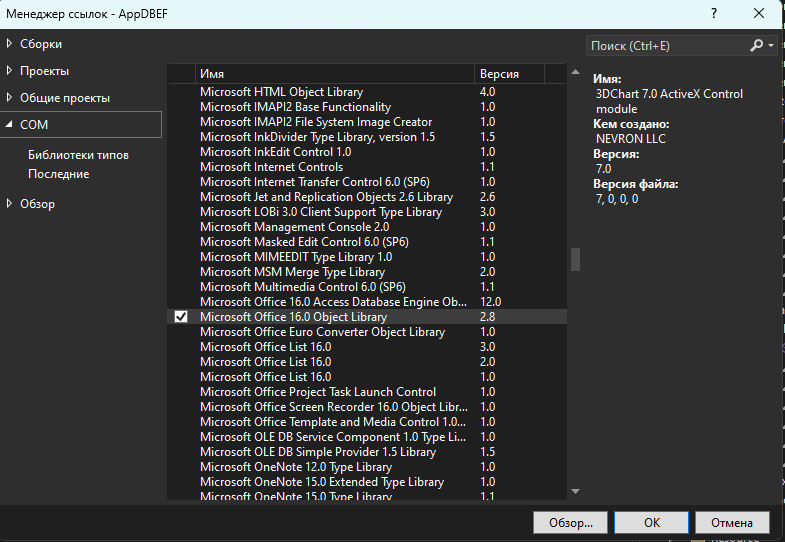 Менеджер ссылок - AppDBEF
Сборки
Проекты
Общие проекты
COM
Библиотеки типов
Последние
Обзор
Имя Версия
Microsoft HTML Object Library 4.0
Microsoft IMAPI2 Base Functionality 1.0
Microsoft IMAPI2 File System Image Creator 1.0
Microsoft InkDivider Type Library, version 1.5 1.5
Microsoft InkEdit Control 1.0 1.0
Microsoft Internet Controls 1.1
Microsoft Internet Transfer Control 6.0 (SP6) 1.0
Microsoft Jet and Replication Objects 2.6 Library 2.6
Microsoft LOBi 3.0 Client Support Type Library 3.0
Microsoft Management Console 2.0 1.0
Microsoft Masked Edit Control 6.0 (SP6) 1.1
Microsoft MIMEEDIT Type Library 1.0 1.0
Microsoft MSM Merge Type Library 2.0
Microsoft Multimedia Control 6.0 (SP6) 1.1
Microsoft Office 16.0 Access Database Engine Ob... 12.0
Microsoft Office 16.0 Object Library 2.8
Microsoft Office Euro Converter Object Library 1.0
Microsoft Office List 16.0 3.0
Microsoft Office List 16.0 2.0
Microsoft Office List 16.0 1.0
Microsoft Office Project Task Launch Control 1.0
Microsoft Office Screen Recorder 16.0 Object Libr... 1.0
Microsoft Office Template and Media Control 1.0... 1.0
Microsoft OLE DB Service Component 1.0 Type Li... 1.0
Microsoft OLE DB Simple Provider 1.5 Library 1.5
Microsoft OneNote 12.0 Type Library 1.0
Microsoft OneNote 15.0 Extended Type Library 1.0
Microsoft OneNote 15.0 Type Library 1.1
Поиск (Ctrl+E)
Имя:
3DChart 7.0 ActiveX Control
module
Кем создано:
NEVRON LLC
Версия:
7.0
Версия файла:
7, 0, 0, 0
Обзор... ОК Отмена